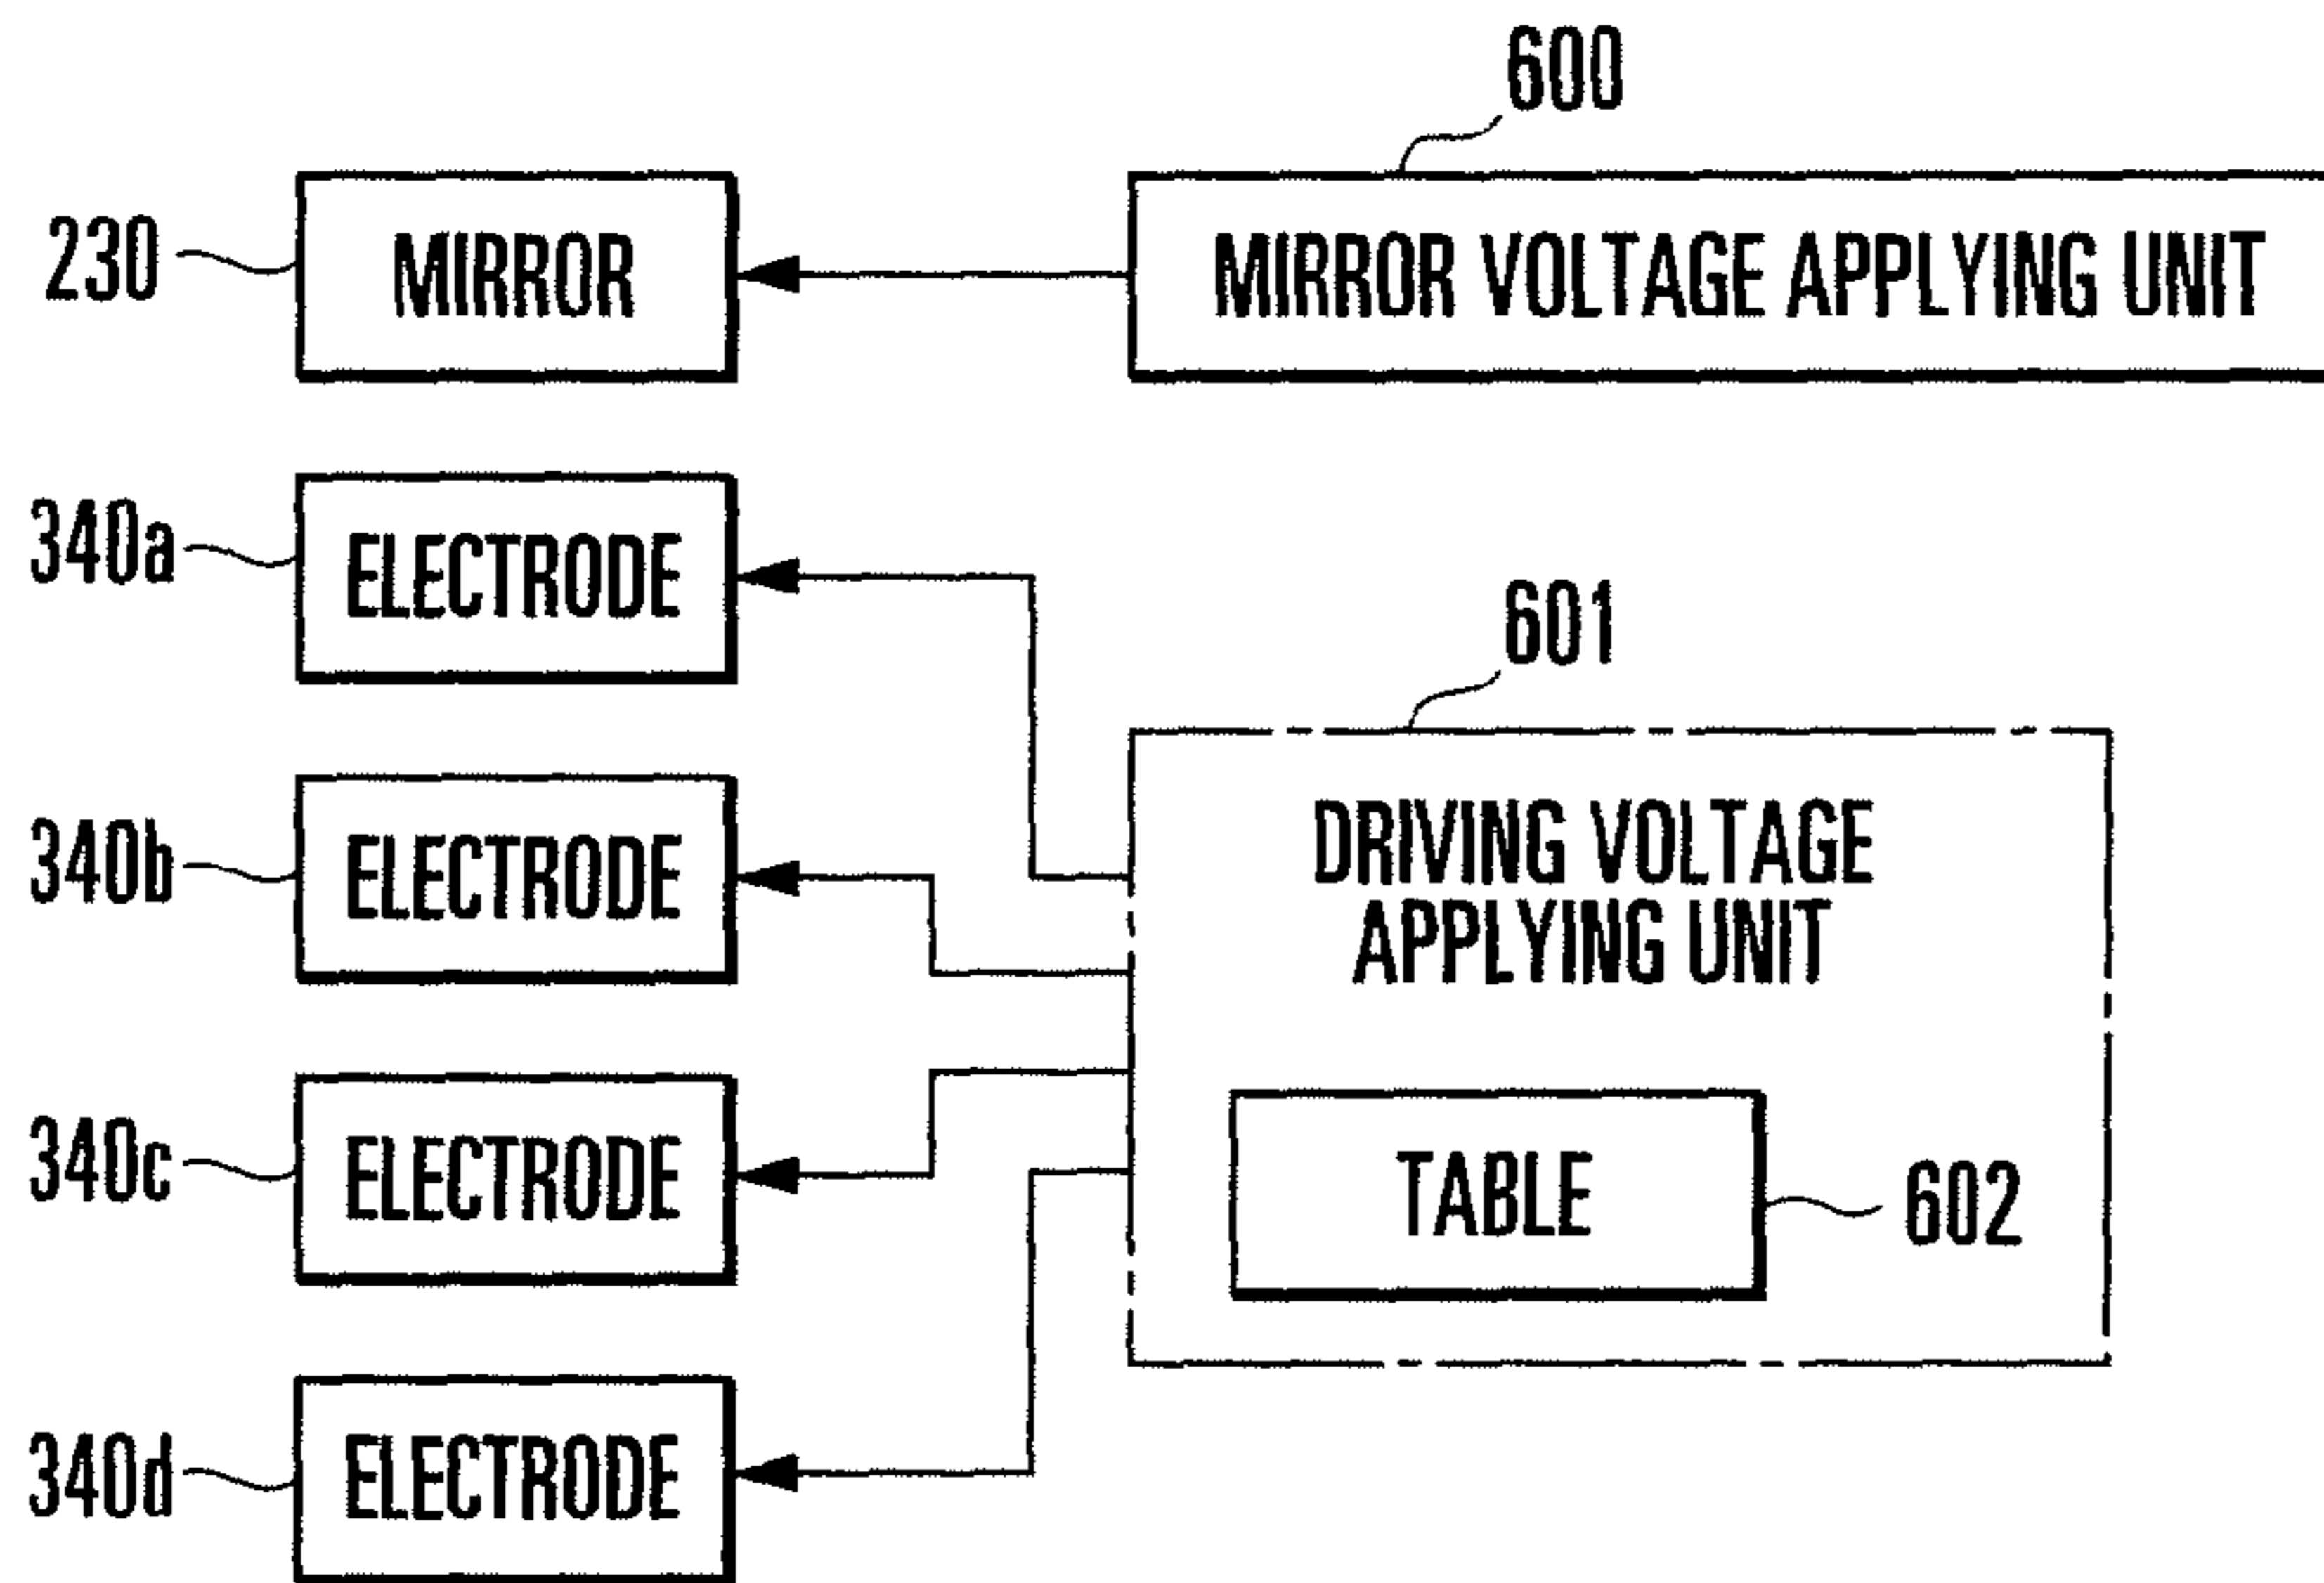 600
230
MIRROR
MIRROR VOLTAGE APPLYING UNIT
340a
ELECTRODE
601
340b
ELECTRODE
DRIVING VOLTAGE
APPLYING UNIT
340c
ELECTRODE
TABLE
602
340d
ELECTRODE